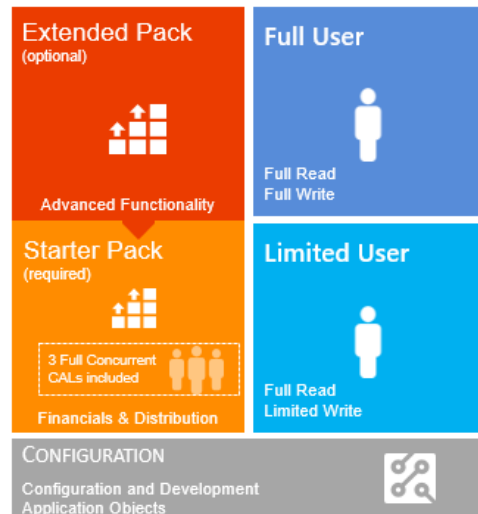 Extended Pack
(optional)
Advanced Functionality
Starter Pack
(required)
3 Full Concurrent
CALs included
Financials & Distribution
Full User
Full Read
Full Write
Limited User
Full Read
Limited Write
CONFIGURATION
Configuration and Development
Application Objects